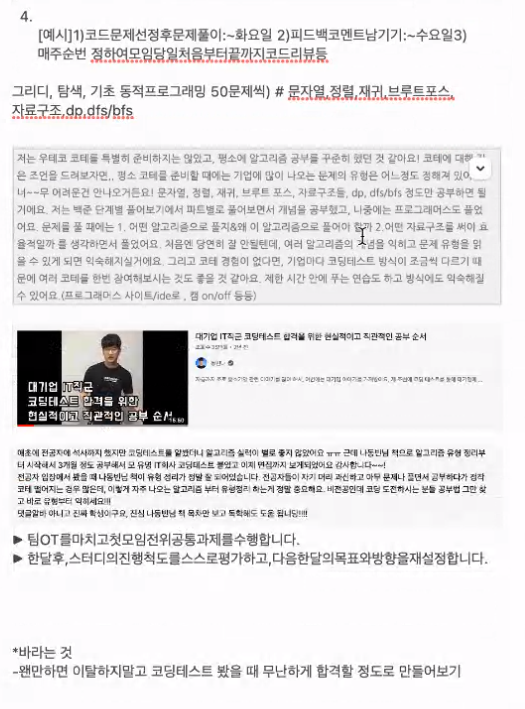 4.
[예시]1)코드문제선정후문제풀이:~화요일 2)피드백코멘트남기기:~수요일3)
매주순번 정하여모임당일처음부터끝까지코드리뷰등
그리디, 탐색, 기초 동적프로그래밍 50문제씩) # 문자열,정렬,재귀,브루트포스,
자료구조,dp,dfs/bfs
저는 우테코 코테를 특별히 준비하지는 않았고, 평소에 알고리즘 공부를 꾸준히 했던 것 같아요! 코테에 대해
은 조언을 드려보자면,, 평소 코테를 준비할 때에는 기업에 많이 나오는 문제의 유형은 어느정도 정해져 있어
너~~무 어려운건 안나오거든요! 문자열, 정렬, 재귀, 브루트 포스, 자료구조들, dp, dfs/bfs 정도만 공부하면 될
거에요. 저는 백준 단계별 풀어보기에서 파트별로 풀어보면서 개념을 공부했고, 나중에는 프로그래머스도 풀었
어요. 문제를 풀 때에는 1. 어떤 알고리즘으로 풀지&왜 이 알고리즘으로 풀어야 할까 2.어떤 자료구조를 써야 효
율적일까 를 생각하면서 풀었어요. 처음엔 당연히 잘 안될텐데, 여러 알고리즘의 개념을 익히고 문제 유형을 읽
을 수 있게 되면 익숙해지실거에요. 그리고 코테 경험이 없다면, 기업마다 코딩테스트 방식이 조금씩 다르기 때
문에 여러 코테를 한번 참여해보시는 것도 좋을 것 같아요. 제한 시간 안에 푸는 연습도 하고 방식에도 익숙해질
수 있어요.(프로그래머스 사이트/ide로 , 캠 on/off 등등)
대기업 IT직군 코딩테스트 합격을 위한 현실적이고 직관적인 공부 순서
대기업 IT직군
코딩테스트 합격을 위한
현실적이고 직관적인 공부 순서
애초에 전공자에 석사까지 했지만 코딩테스트를 얕봤더니 알고리즘 실력이 별로 좋지 않았어요 ㅠㅠ 근데 나동빈님 책으로 알고리즘 유형 정리부
터 시작해서 3개월 정도 공부해서 모 유명 IT회사 코딩테스트 붙었고 이제 면접까지 보게되었어요 감사합니다~~!
전공자 입장에서 봤을 때 나동빈님 책이 유형 정리가 정말 잘 되어있습니다. 전공자들이 자기 머리 과신하고 아무 문제나 풀면서 공부하다가 정작
코테 떨어지는 경우 많은데, 이렇게 자주 나오는 알고리즘 부터 유형정리 하는게 정말 중요해요. 비전공인데 코딩 도전하시는 분들 공부법 그만 찾
고 바로 유형부터 익히세요!!!
댓글알바 아니고 진짜 학생이구요, 진심 나동빈님 책 목차만 보고 독학해도 도움 됩니당!!!!
▶ 팀OT를마치고첫모임전위공통과제를수행합니다.
▶ 한달후,스터디의진행척도를스스로평가하고,다음한달의목표와방향을재설정합니다.
*바라는 것
-왠만하면 이탈하지말고 코딩테스트 봤을 때 무난하게 합격할 정도로 만들어보기